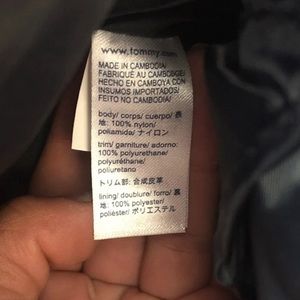 www.tommy.com
MADE IN CAMBODIA/
FABRIQUÉ AU CAMBODGE/
HECHO EN CAMBOYA CON
INSUMOS IMPORTADOS/
FEITO NO CAMBOJA
body/ corps/ cuerpo/ 表
地: 100% nylon/
poliamida/ ナイロン
trim/ garniture/ adorno:
100% polyurethane/
polyuréthane/
poliuretano
トリム部: 合成皮革
lining/ doublure/ forro/ 裏
地: 100% polyester/
poliéster/ ポリエステル